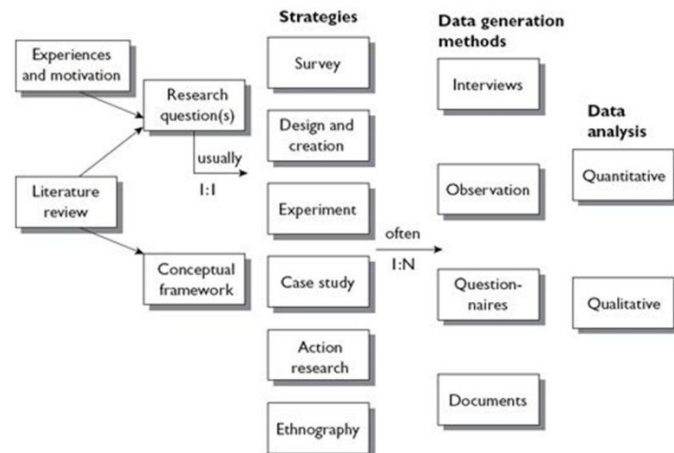 Strategies
Data generation
methods
Experiences
and motivation
Research
question(s)
usually
1:1
Literature
review
Conceptual
framework
Survey
Design and
creation
Experiment
Case study
Action
research
Ethnography
often
1:N
Interviews
Observation
Question-
naires
Documents
Data
analysis
Quantitative
Qualitative